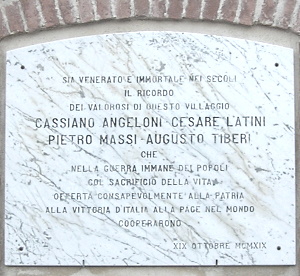 SIA VENERATO E IMMORTALE NEI SECOLI
IL RICORDO
DEI VALOROSI DI QUESTO VILLAGGIO
CASSIANO ANGELONI-CESARE LATINI
PIETRO MASSI-AUGUSTO TIBERI
CHE
NELLA GUERRA IMMANE DEI POPOLI
COL SACRIFICIO DELLA VITA
OFFERTA CONSAPEVOLMENTE ALLA PATRIA
ALLA VITTORIA D'ITALIA ALLA PACE NEL MONDO
COOPERARONO
XIX OTTOBRE MCMXIX